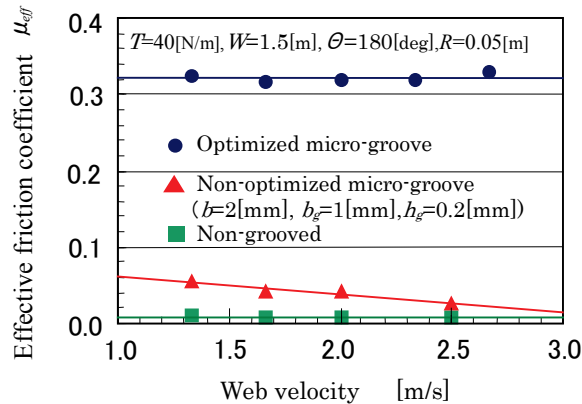 Effective friction coefficient μeff
0.4
0.3
0.2
0.1
0.0
T=40[N/m], W=1.5[m], Θ=180[deg],R=0.05[m]
Optimized micro-groove
Non-optimized micro-groove
(b=2[mm], bg=1[mm],hg=0.2[mm])
Non-grooved
1.0 1.5 2.0 2.5 3.0
Web velocity [m/s]